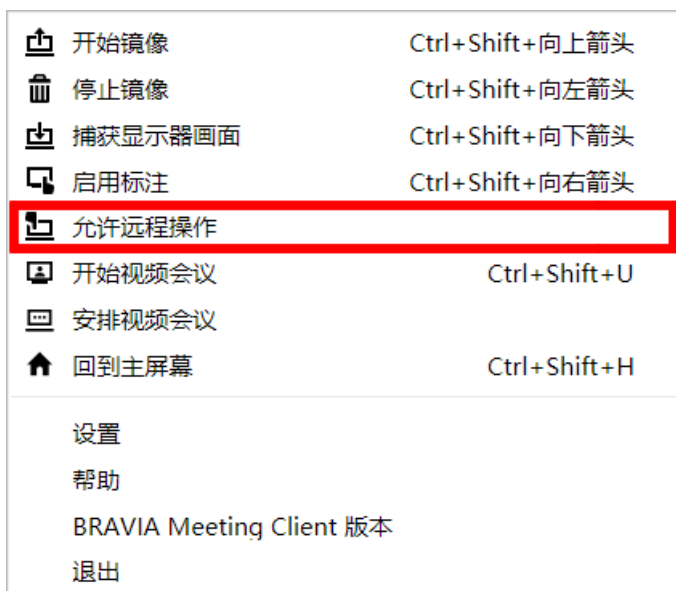 开始镜像 Ctrl+Shift+向上箭头
停止镜像 Ctrl+Shift+向左箭头
捕获显示器画面 Ctrl+Shift+向下箭头
启用标注 Ctrl+Shift+向右箭头
允许远程操作
开始视频会议 Ctrl+Shift+U
安排视频会议
回到主屏幕 Ctrl+Shift+H
设置
帮助
BRAVIA Meeting Client 版本
退出